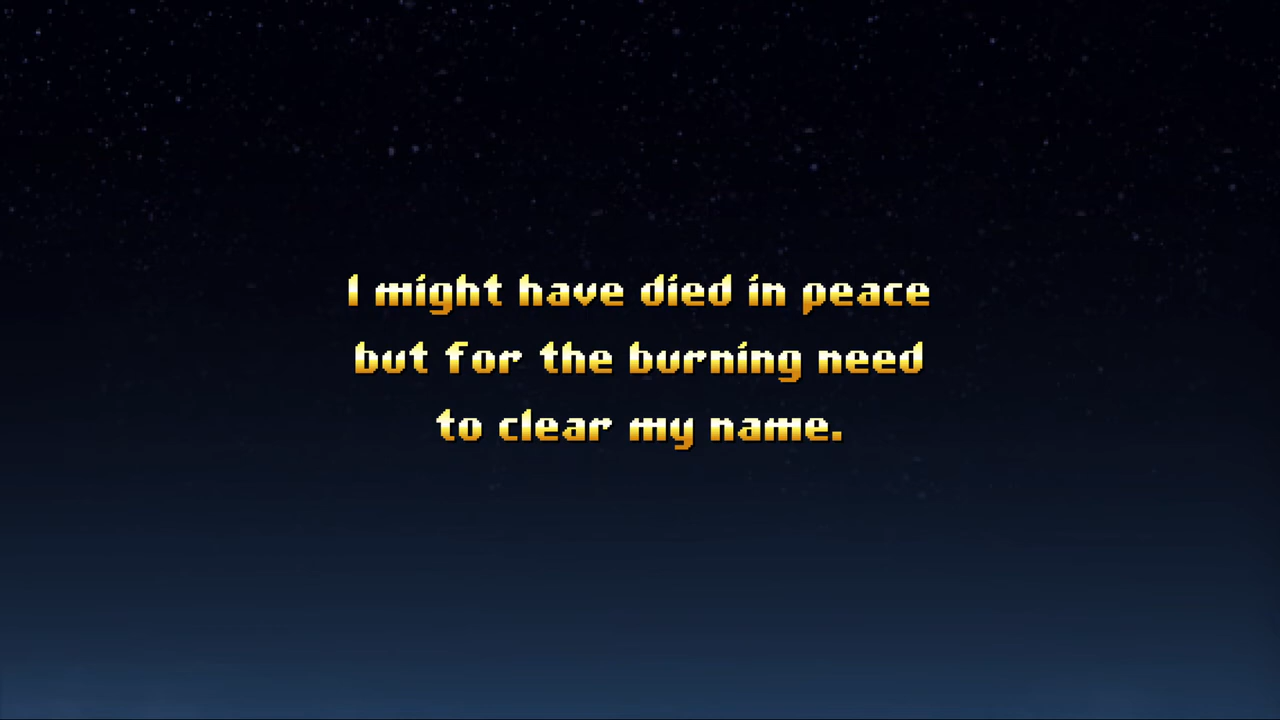 I might have died in peace
but for the burning need
to clear my name.